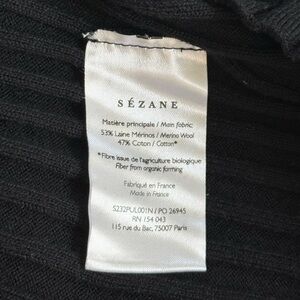 SÉZANE
Matière principale / Main fabric:
53% Laine Mérinos / Merino Wool
47% Coton / Cotton*
*Fibre issue de l'agriculture biologique
Fiber from organic farming
Fabriqué en France
Made in France
S232PUL001N / PO 26945
RN 154 043
115 rue du Bac, 75007 Paris